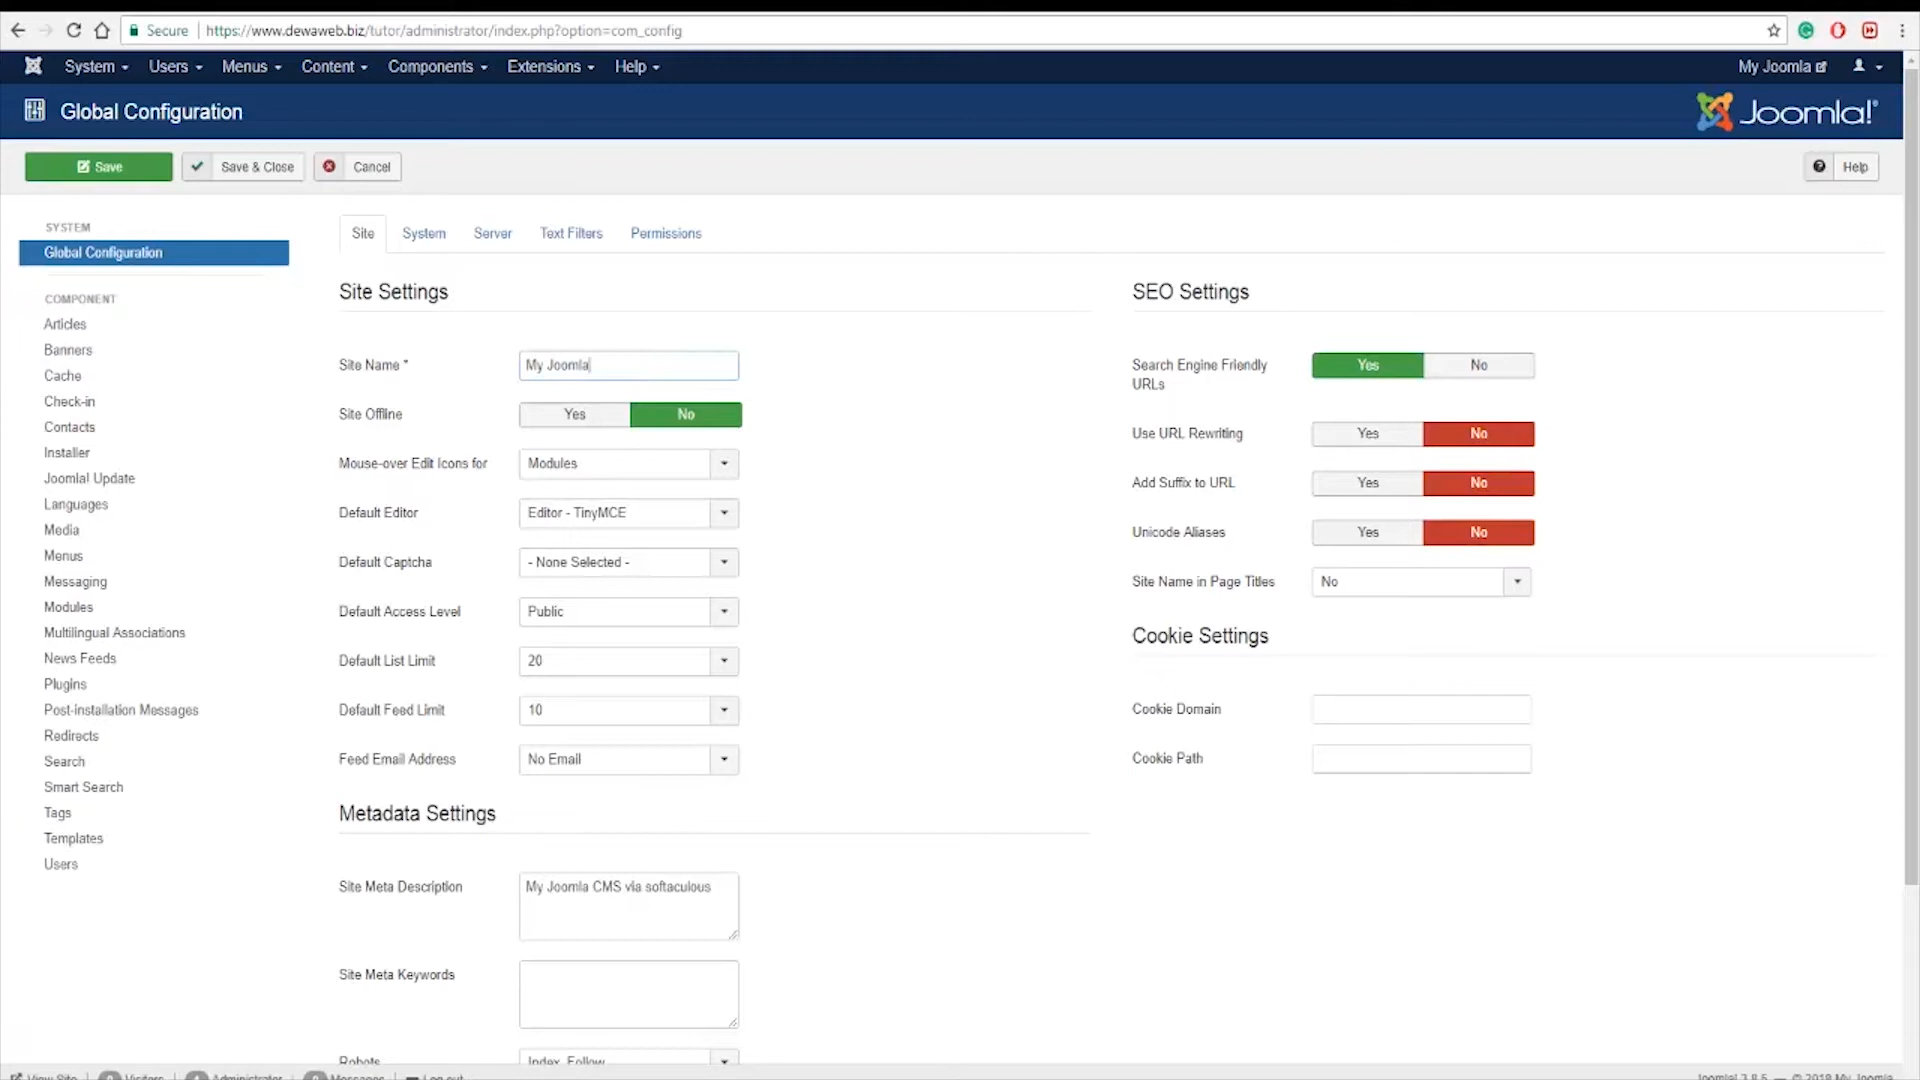 Secure https://www.dewaweb.biz/tutor/administrator/index.php?option=com_config
System Users Menus Content Components Extensions Help My Joomla
Global Configuration Joomla!®
Save Save & Close Cancel Help
SYSTEM
Global Configuration
COMPONENT
Articles
Banners
Cache
Check-in
Contacts
Installer
Joomla! Update
Languages
Media
Menus
Messaging
Modules
Multilingual Associations
News Feeds
Plugins
Post-installation Messages
Redirects
Search
Smart Search
Tags
Templates
Users
Site System Server Text Filters Permissions
Site Settings
Site Name * My Joomla
Site Offline Yes No
Mouse-over Edit Icons for Modules
Default Editor Editor - TinyMCE
Default Captcha - None Selected -
Default Access Level Public
Default List Limit 20
Default Feed Limit 10
Feed Email Address No Email
Metadata Settings
Site Meta Description My Joomla CMS via softaculous
Site Meta Keywords
Robots Index, Follow
SEO Settings
Search Engine Friendly URLs Yes No
Use URL Rewriting Yes No
Add Suffix to URL Yes No
Unicode Aliases Yes No
Site Name in Page Titles No
Cookie Settings
Cookie Domain
Cookie Path
View Site Visitors Administrator Messages Log out Joomla! 3.8.5 — © 2018 My Joomla